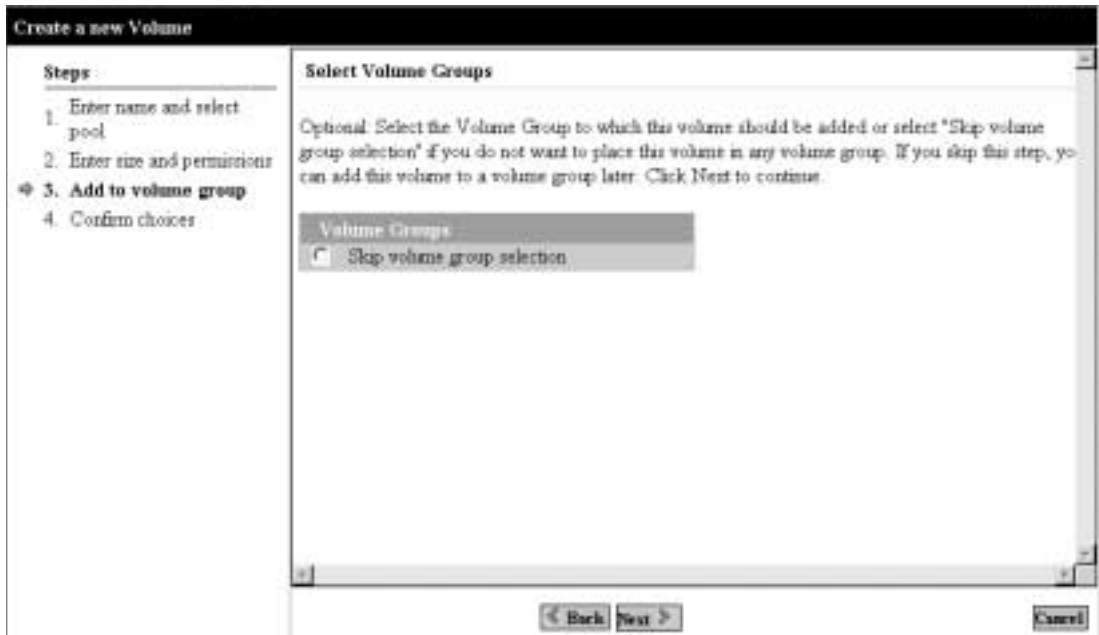 Create a new Volume
Steps
1. Enter name and select
pool
2. Enter size and permissions
3. Add to volume group
4. Confirm choices
Select Volume Groups
Optional: Select the Volume Group to which this volume should be added or select "Skip volume
group selection" if you do not want to place this volume in any volume group. If you skip this step, yo
can add this volume to a volume group later. Click Next to continue.
Volume Groups
Skip volume group selection
Back Next Cancel